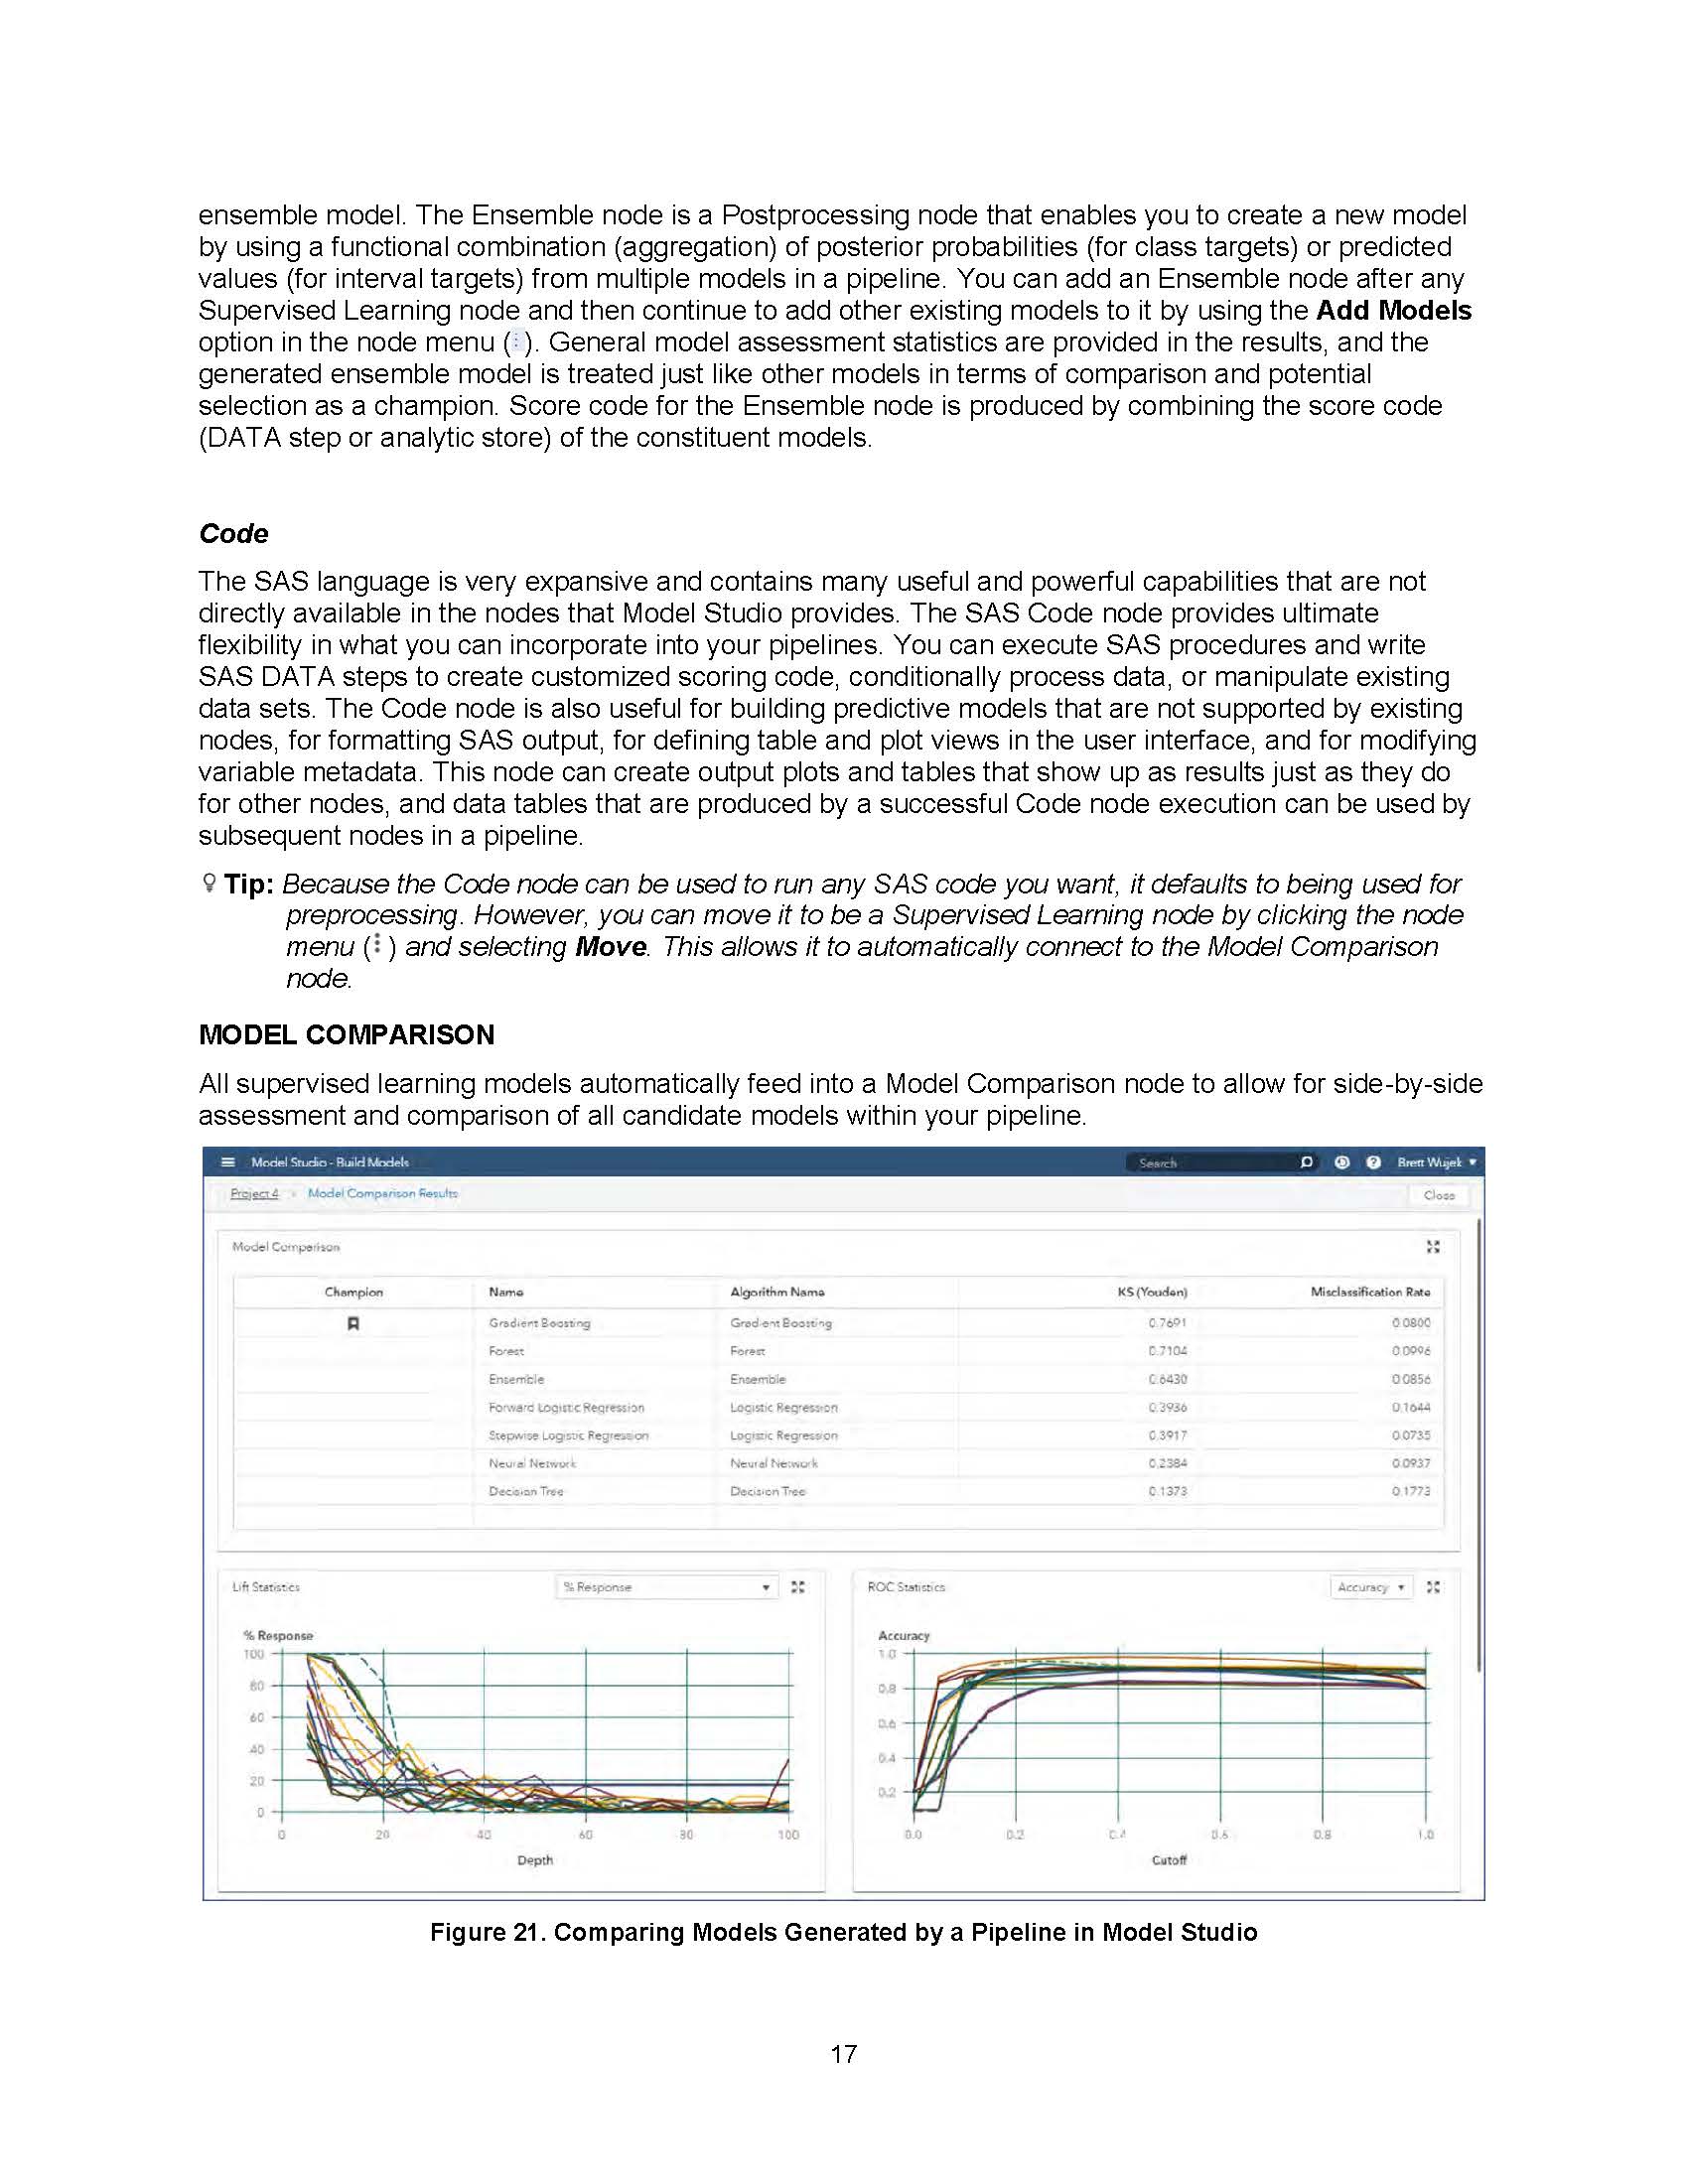 ensemble model. The Ensemble node is a Postprocessing node that enables you to create a new model
by using a functional combination (aggregation) of posterior probabilities (for class targets) or predicted
values (for interval targets) from multiple models in a pipeline. You can add an Ensemble node after any
Supervised Learning node and then continue to add other existing models to it by using the Add Models
option in the node menu (⋮). General model assessment statistics are provided in the results, and the
generated ensemble model is treated just like other models in terms of comparison and potential
selection as a champion. Score code for the Ensemble node is produced by combining the score code
(DATA step or analytic store) of the constituent models.
Code
The SAS language is very expansive and contains many useful and powerful capabilities that are not
directly available in the nodes that Model Studio provides. The SAS Code node provides ultimate
flexibility in what you can incorporate into your pipelines. You can execute SAS procedures and write
SAS DATA steps to create customized scoring code, conditionally process data, or manipulate existing
data sets. The Code node is also useful for building predictive models that are not supported by existing
nodes, for formatting SAS output, for defining table and plot views in the user interface, and for modifying
variable metadata. This node can create output plots and tables that show up as results just as they do
for other nodes, and data tables that are produced by a successful Code node execution can be used by
subsequent nodes in a pipeline.
Tip: Because the Code node can be used to run any SAS code you want, it defaults to being used for
preprocessing. However, you can move it to be a Supervised Learning node by clicking the node
menu (⋮) and selecting Move. This allows it to automatically connect to the Model Comparison
node.
MODEL COMPARISON
All supervised learning models automatically feed into a Model Comparison node to allow for side-by-side
assessment and comparison of all candidate models within your pipeline.
Model Studio - Build Models Search Brett Wujek
Project 4 Model Comparison Results Close
Model Comparison
Champion Name Algorithm Name KS (Youden) Misclassification Rate
Gradient Boosting Gradient Boosting 0.7691 0.0800
Forest Forest 0.7104 0.0996
Ensemble Ensemble 0.6430 0.0856
Forward Logistic Regression Logistic Regression 0.3936 0.1644
Stepwise Logistic Regression Logistic Regression 0.3917 0.0735
Neural Network Neural Network 0.2384 0.0937
Decision Tree Decision Tree 0.1373 0.1773
Lift Statistics % Response
% Response
100
80
60
40
20
0
0 20 40 60 80 100
Depth
ROC Statistics Accuracy
Accuracy
1.0
0.8
0.6
0.4
0.2
0.0 0.2 0.4 0.6 0.8 1.0
Cutoff
Figure 21. Comparing Models Generated by a Pipeline in Model Studio
17